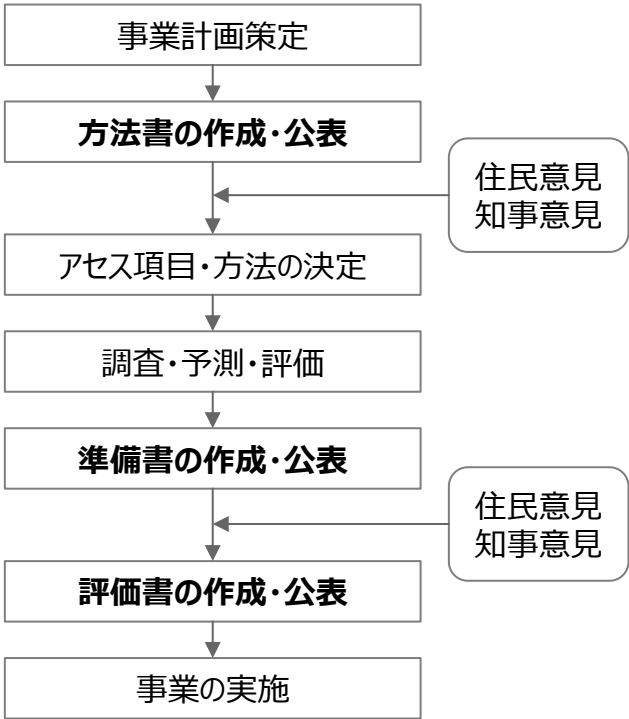 事業計画策定
方法書の作成・公表
住民意見
知事意見
アセス項目・方法の決定
調査・予測・評価
準備書の作成・公表
住民意見
知事意見
評価書の作成・公表
事業の実施